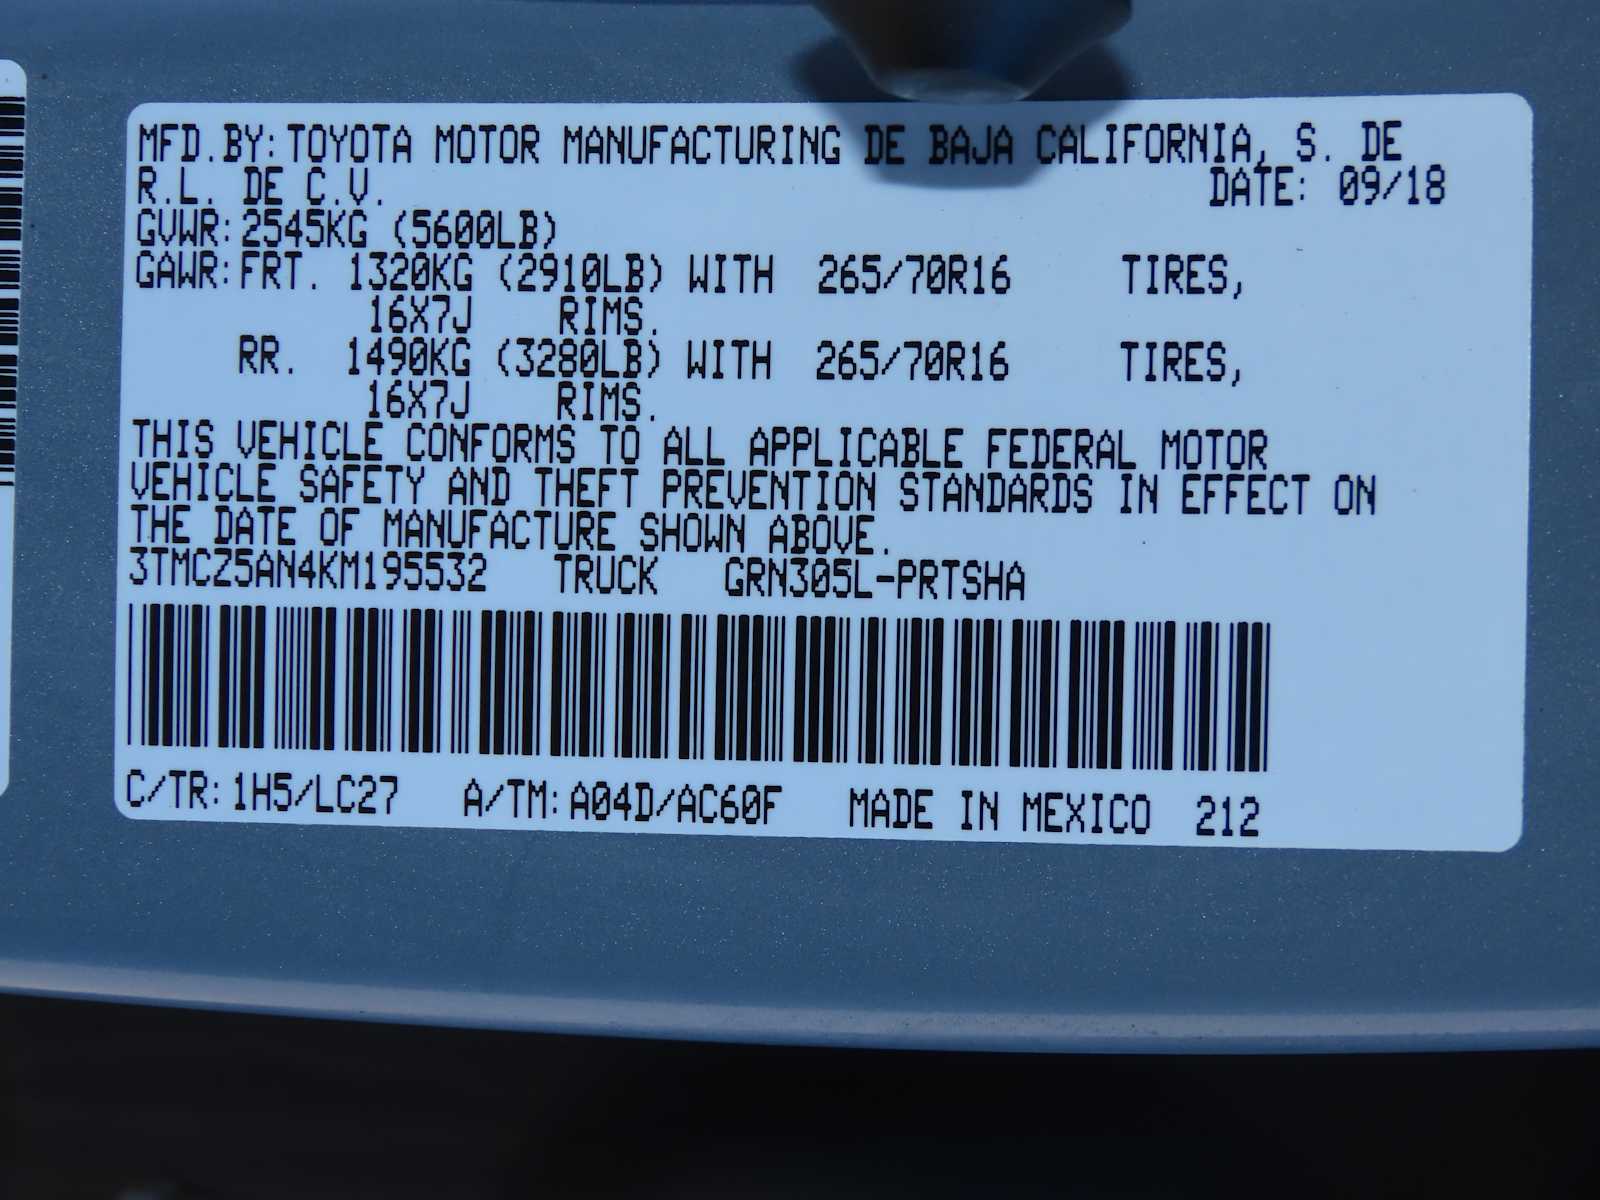 MFD.BY: TOYOTA MOTOR MANUFACTURING DE BAJA CALIFORNIA, S. DE
R.L. DE C.V. DATE: 09/18
GVWR: 2545KG (5600LB)
GAWR: FRT. 1320KG (2910LB) WITH 265/70R16 TIRES,
16X7J RIMS.
RR. 1490KG (3280LB) WITH 265/70R16 TIRES,
16X7J RIMS.
THIS VEHICLE CONFORMS TO ALL APPLICABLE FEDERAL MOTOR
VEHICLE SAFETY AND THEFT PREVENTION STANDARDS IN EFFECT ON
THE DATE OF MANUFACTURE SHOWN ABOVE.
3TMCZ5AN4KM195532 TRUCK GRN305L-PRTSHA
C/TR: 1H5/LC27 A/TM: A04D/AC60F MADE IN MEXICO 212